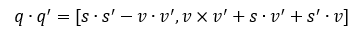 q · q′ = [s · s′ − v · v′, v × v′ + s · v′ + s′ · v]